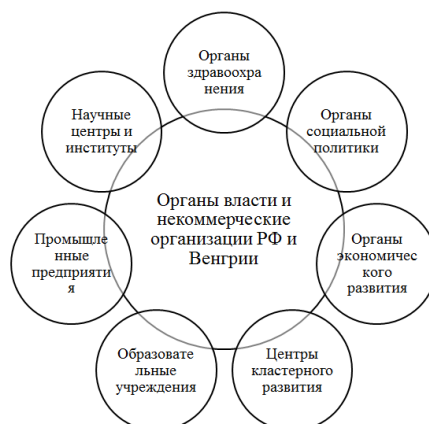 Органы
здравоохра
нения
Научные
центры и
институты
Органы
социальной
политики
Органы власти и
некоммерческие
организации РФ и
Венгрии
Промышле
нные
предприяти
я
Органы
экономичес
кого
развития
Образовате
льные
учреждения
Центры
кластерного
развития